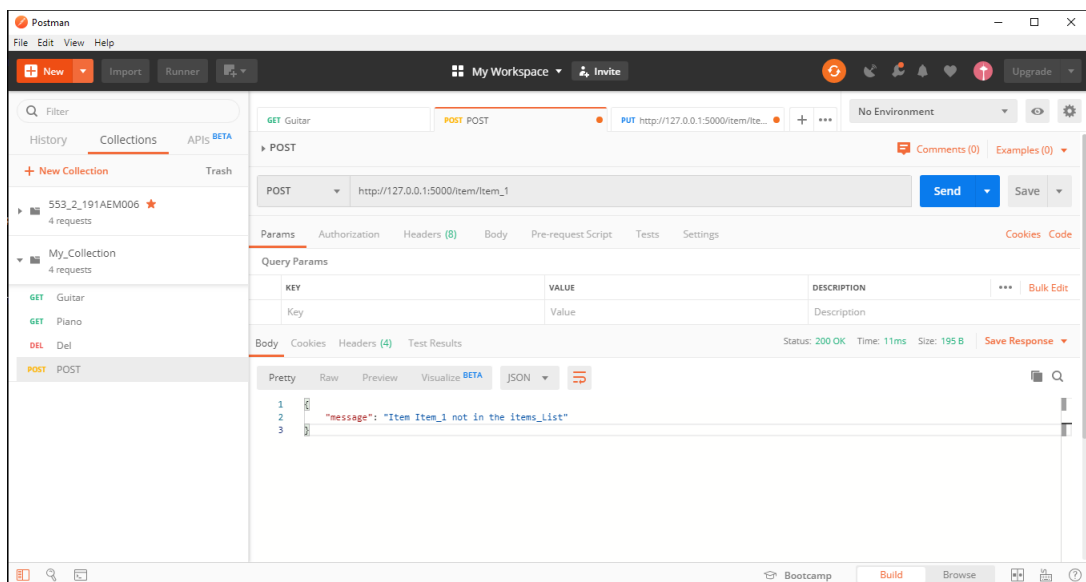 Postman
File Edit View Help
New Import Runner My Workspace Invite Upgrade
Filter
History Collections APIs BETA
+ New Collection Trash
553_2_191AEM006
4 requests
My_Collection
4 requests
GET Guitar
GET Piano
DEL Del
POST POST
GET Guitar POST POST PUT http://127.0.0.1:5000/item/Ite... + ••• No Environment
POST Comments (0) Examples (0)
POST http://127.0.0.1:5000/item/Item_1 Send Save
Params Authorization Headers (8) Body Pre-request Script Tests Settings Cookies Code
Query Params
KEY VALUE DESCRIPTION ••• Bulk Edit
Key Value Description
Body Cookies Headers (4) Test Results Status: 200 OK Time: 11ms Size: 195 B Save Response
Pretty Raw Preview Visualize BETA JSON
1 {
2 "message": "Item Item_1 not in the items_List"
3 }
Bootcamp Build Browse